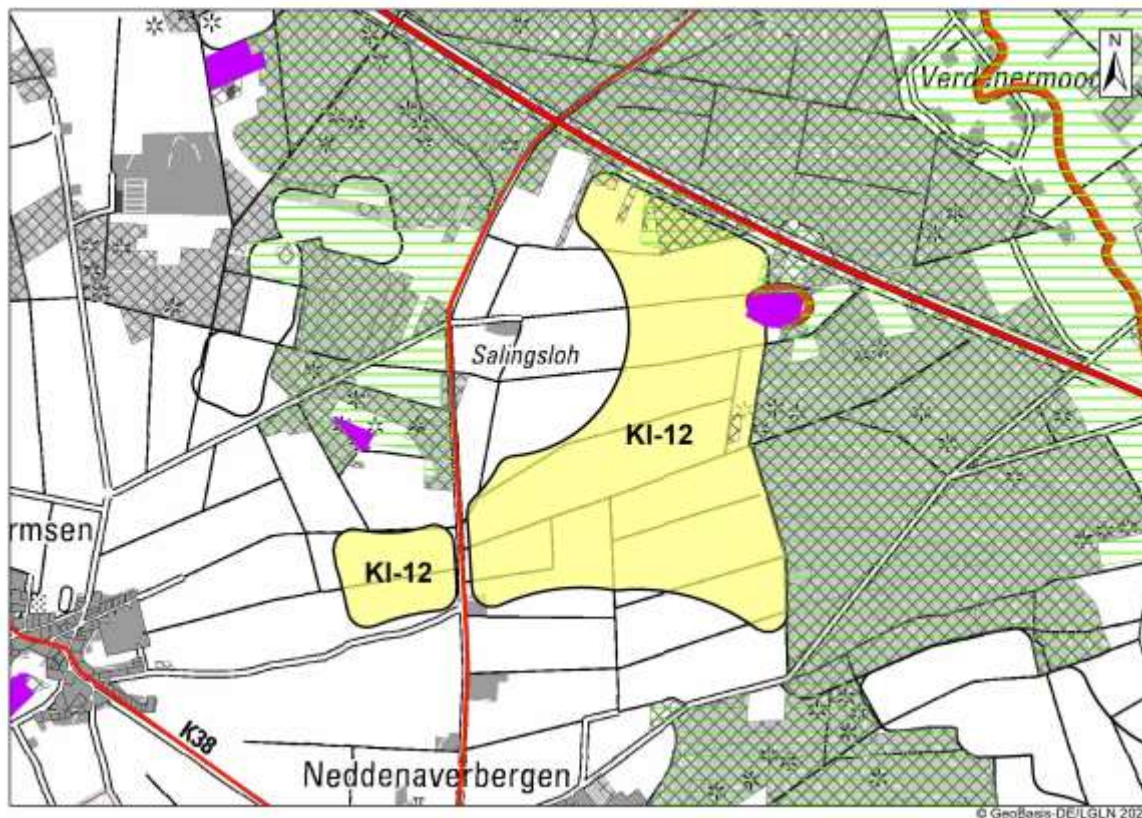 N
Verdenermoor
Salingsloh
KI-12
rmsen
KI-12
K38
Neddenaverbergen
© GeoBasis-DE/LGLN 202